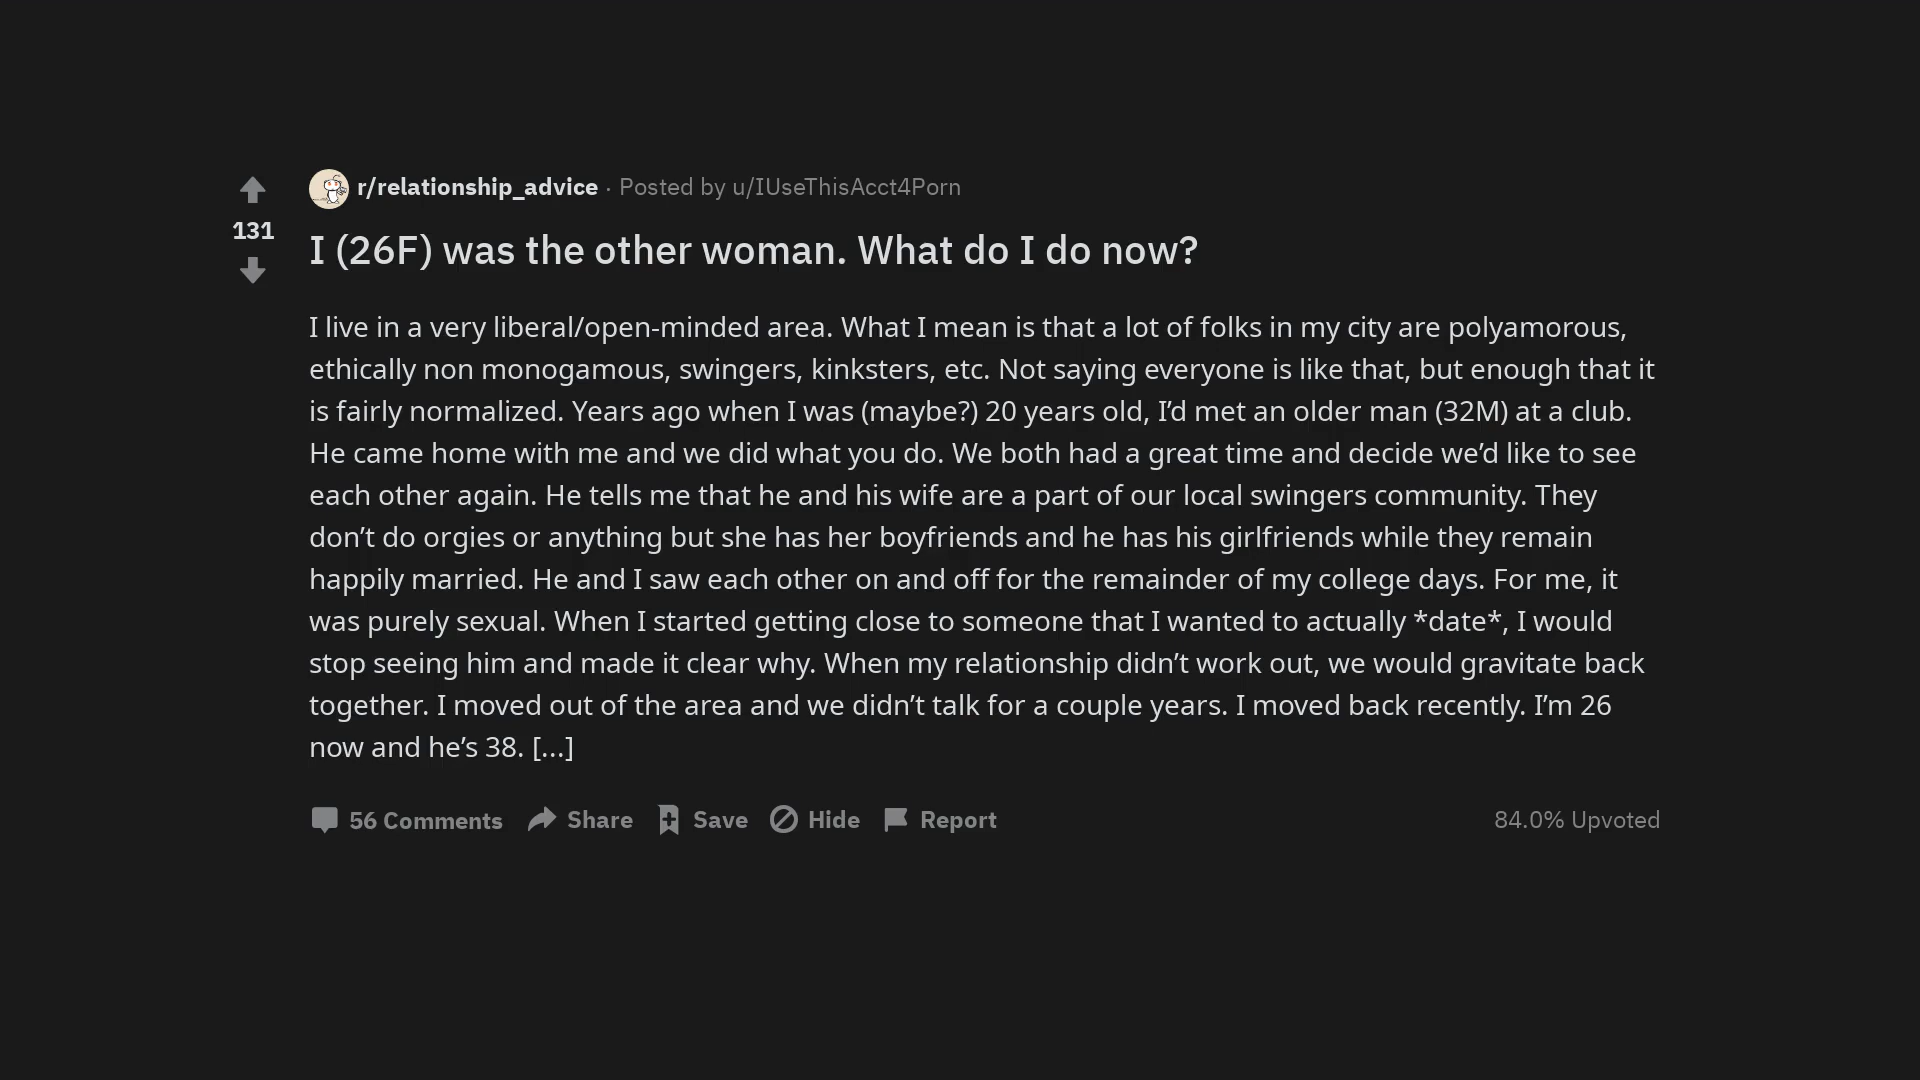 r/relationship_advice · Posted by u/IUseThisAcct4Porn
131
I (26F) was the other woman. What do I do now?
I live in a very liberal/open-minded area. What I mean is that a lot of folks in my city are polyamorous,
ethically non monogamous, swingers, kinksters, etc. Not saying everyone is like that, but enough that it
is fairly normalized. Years ago when I was (maybe?) 20 years old, I’d met an older man (32M) at a club.
He came home with me and we did what you do. We both had a great time and decide we’d like to see
each other again. He tells me that he and his wife are a part of our local swingers community. They
don’t do orgies or anything but she has her boyfriends and he has his girlfriends while they remain
happily married. He and I saw each other on and off for the remainder of my college days. For me, it
was purely sexual. When I started getting close to someone that I wanted to actually *date*, I would
stop seeing him and made it clear why. When my relationship didn’t work out, we would gravitate back
together. I moved out of the area and we didn’t talk for a couple years. I moved back recently. I’m 26
now and he’s 38. [...]
56 Comments Share Save Hide Report 84.0% Upvoted